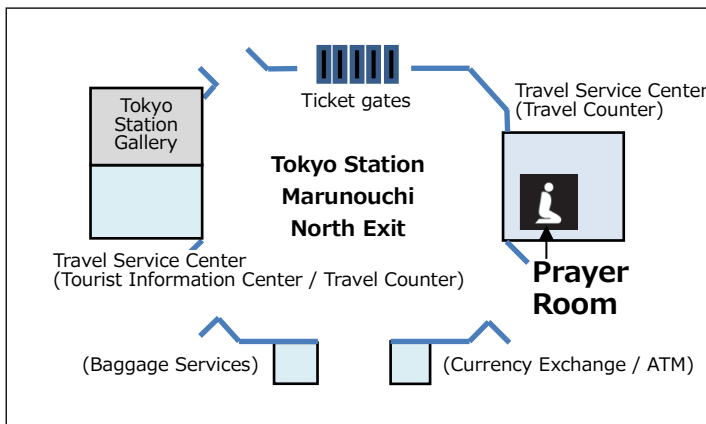 Ticket gates
Travel Service Center
(Travel Counter)
Tokyo
Station
Gallery
Tokyo Station
Marunouchi
North Exit
Travel Service Center
(Tourist Information Center / Travel Counter)
Prayer
Room
(Baggage Services)
(Currency Exchange / ATM)